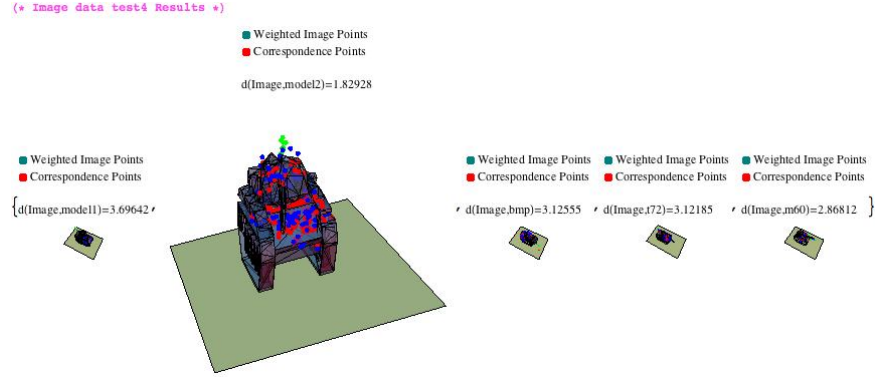 (* Image data test4 Results *)
Weighted Image Points
Correspondence Points
d(Image,model2)=1.82928
Weighted Image Points
Correspondence Points
{d(Image,model1)=3.69642,
Weighted Image Points
Correspondence Points
, d(Image,bmp)=3.12555
Weighted Image Points
Correspondence Points
, d(Image,t72)=3.12185
Weighted Image Points
Correspondence Points
, d(Image,m60)=2.86812 }